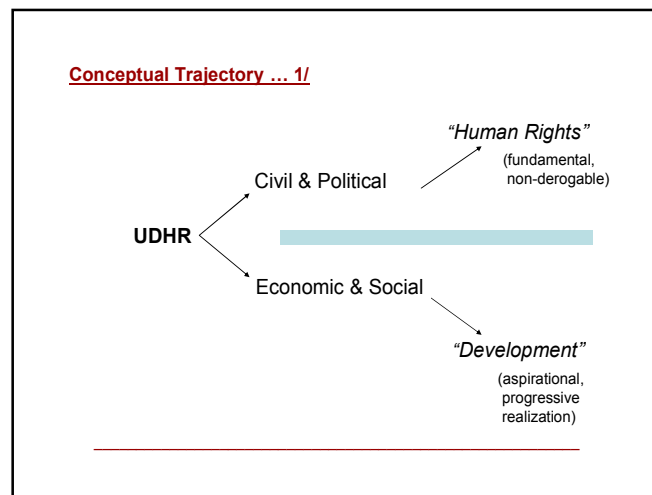 Conceptual Trajectory … 1/
“Human Rights”
(fundamental,
non-derogable)
Civil & Political
UDHR
Economic & Social
“Development”
(aspirational,
progressive
realization)